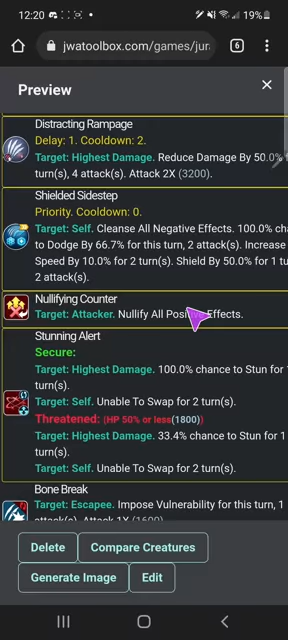 12:20
19%
jwatoolbox.com/games/jura
6
Preview
Distracting Rampage
Delay: 1. Cooldown: 2.
Target: Highest Damage. Reduce Damage By 50.0%
turn(s), 4 attack(s). Attack 2X (3200).
Shielded Sidestep
Priority. Cooldown: 0.
Target: Self. Cleanse All Negative Effects. 100.0% cha
to Dodge By 66.7% for this turn, 2 attack(s). Increase
Speed By 10.0% for 2 turn(s). Shield By 50.0% for 1 tu
2 attack(s).
Nullifying Counter
Target: Attacker. Nullify All Positive Effects.
Stunning Alert
Secure:
Target: Highest Damage. 100.0% chance to Stun for 1
turn(s).
Target: Self. Unable To Swap for 2 turn(s).
Threatened: (HP 50% or less(1800))
Target: Highest Damage. 33.4% chance to Stun for 1
turn(s).
Target: Self. Unable To Swap for 2 turn(s).
Bone Break
Target: Escapee. Impose Vulnerability for this turn, 1
attack(s). Attack 1X (1600)
Delete
Compare Creatures
Generate Image
Edit